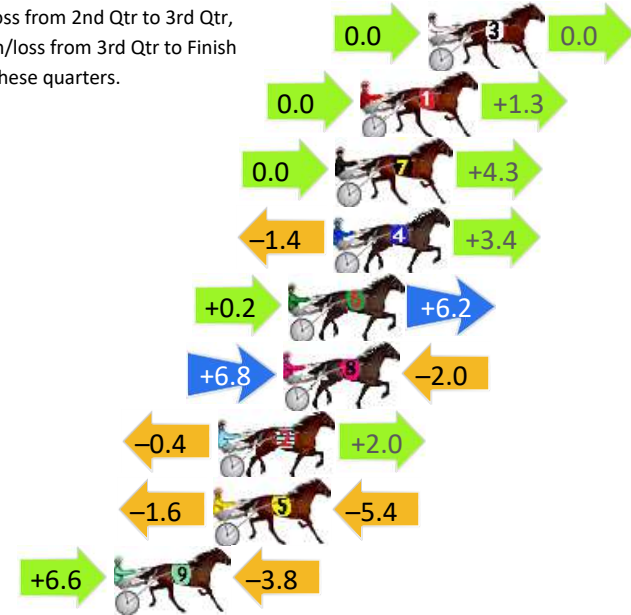 oss from 2nd Qtr to 3rd Qtr,
n/loss from 3rd Qtr to Finish
hese quarters.
0.0 3 0.0
0.0 1 +1.3
0.0 7 +4.3
–1.4 4 +3.4
+0.2 +6.2
+6.8 8 –2.0
–0.4 2 +2.0
–1.6 5 –5.4
+6.6 9 –3.8